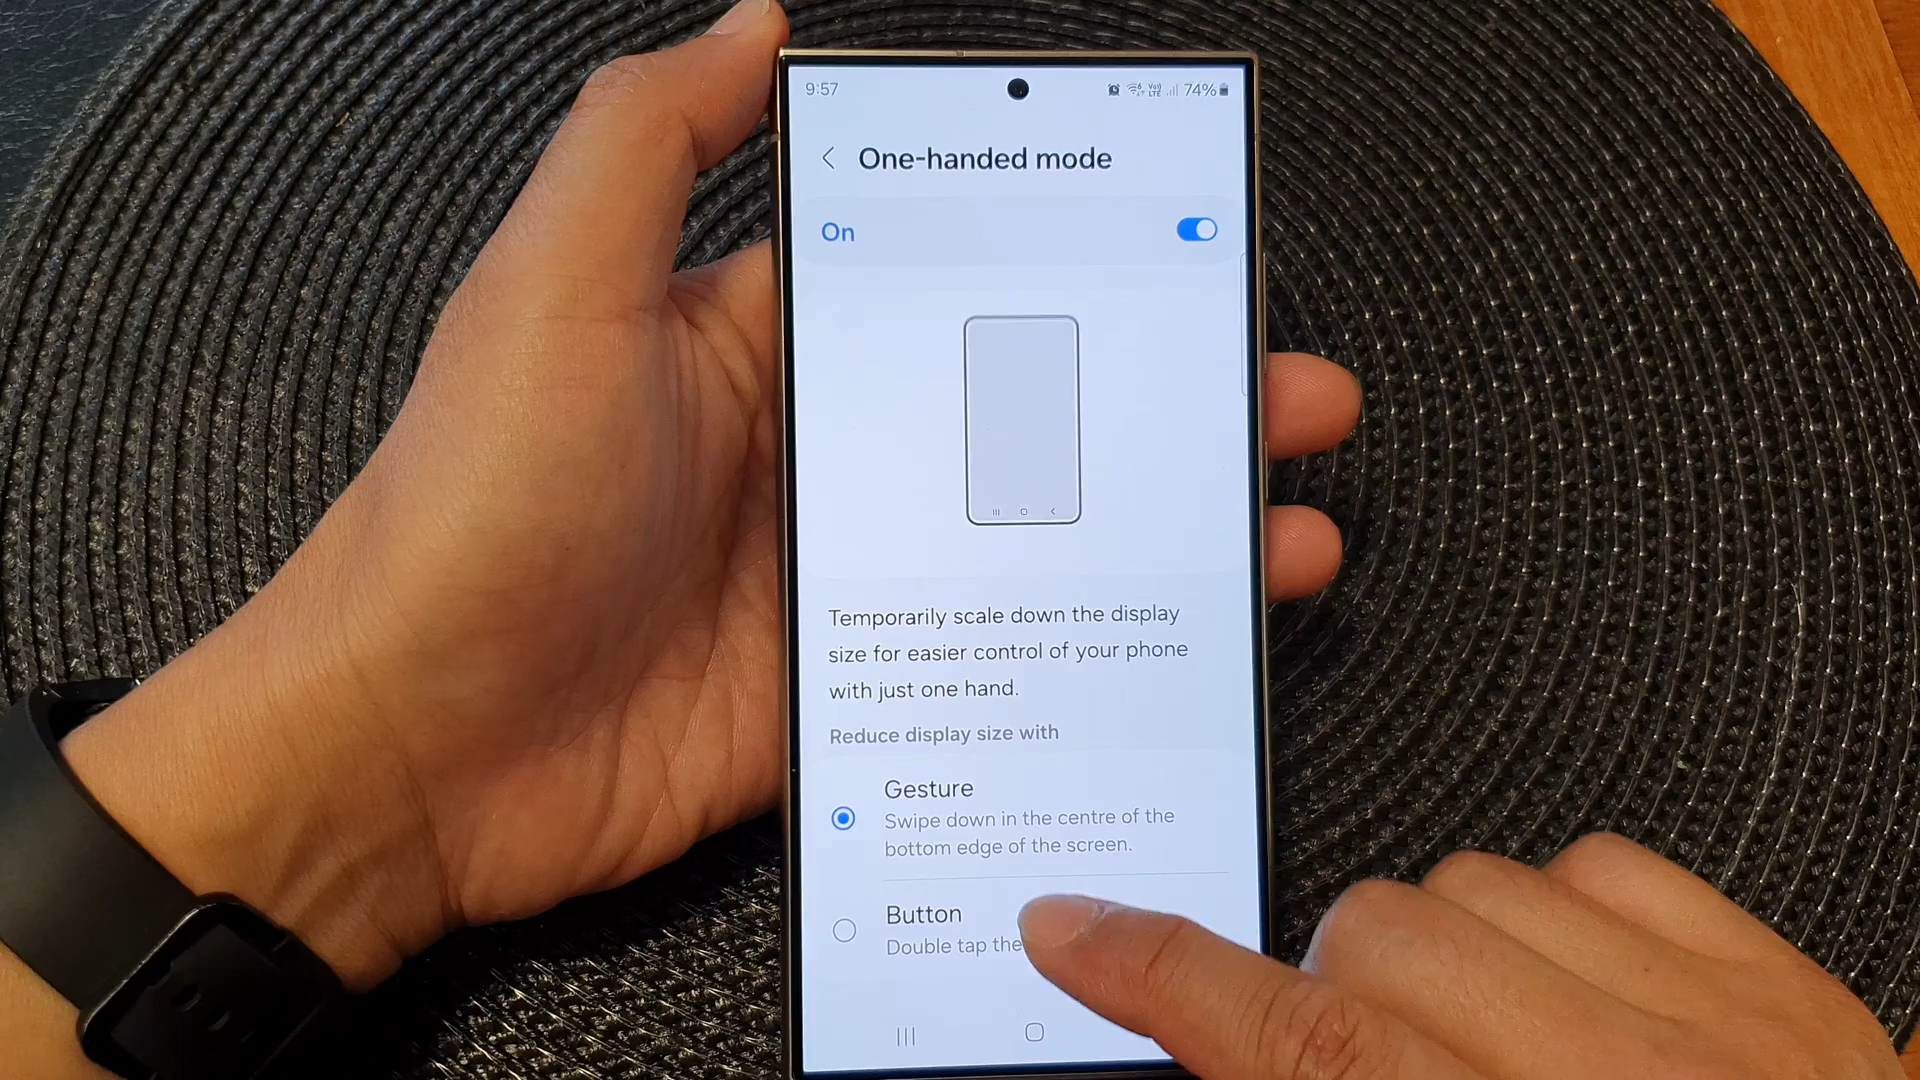 9:57
74%
One-handed mode
On
Temporarily scale down the display
size for easier control of your phone
with just one hand.
Reduce display size with
Gesture
Swipe down in the centre of the
bottom edge of the screen.
Button
Double tap the